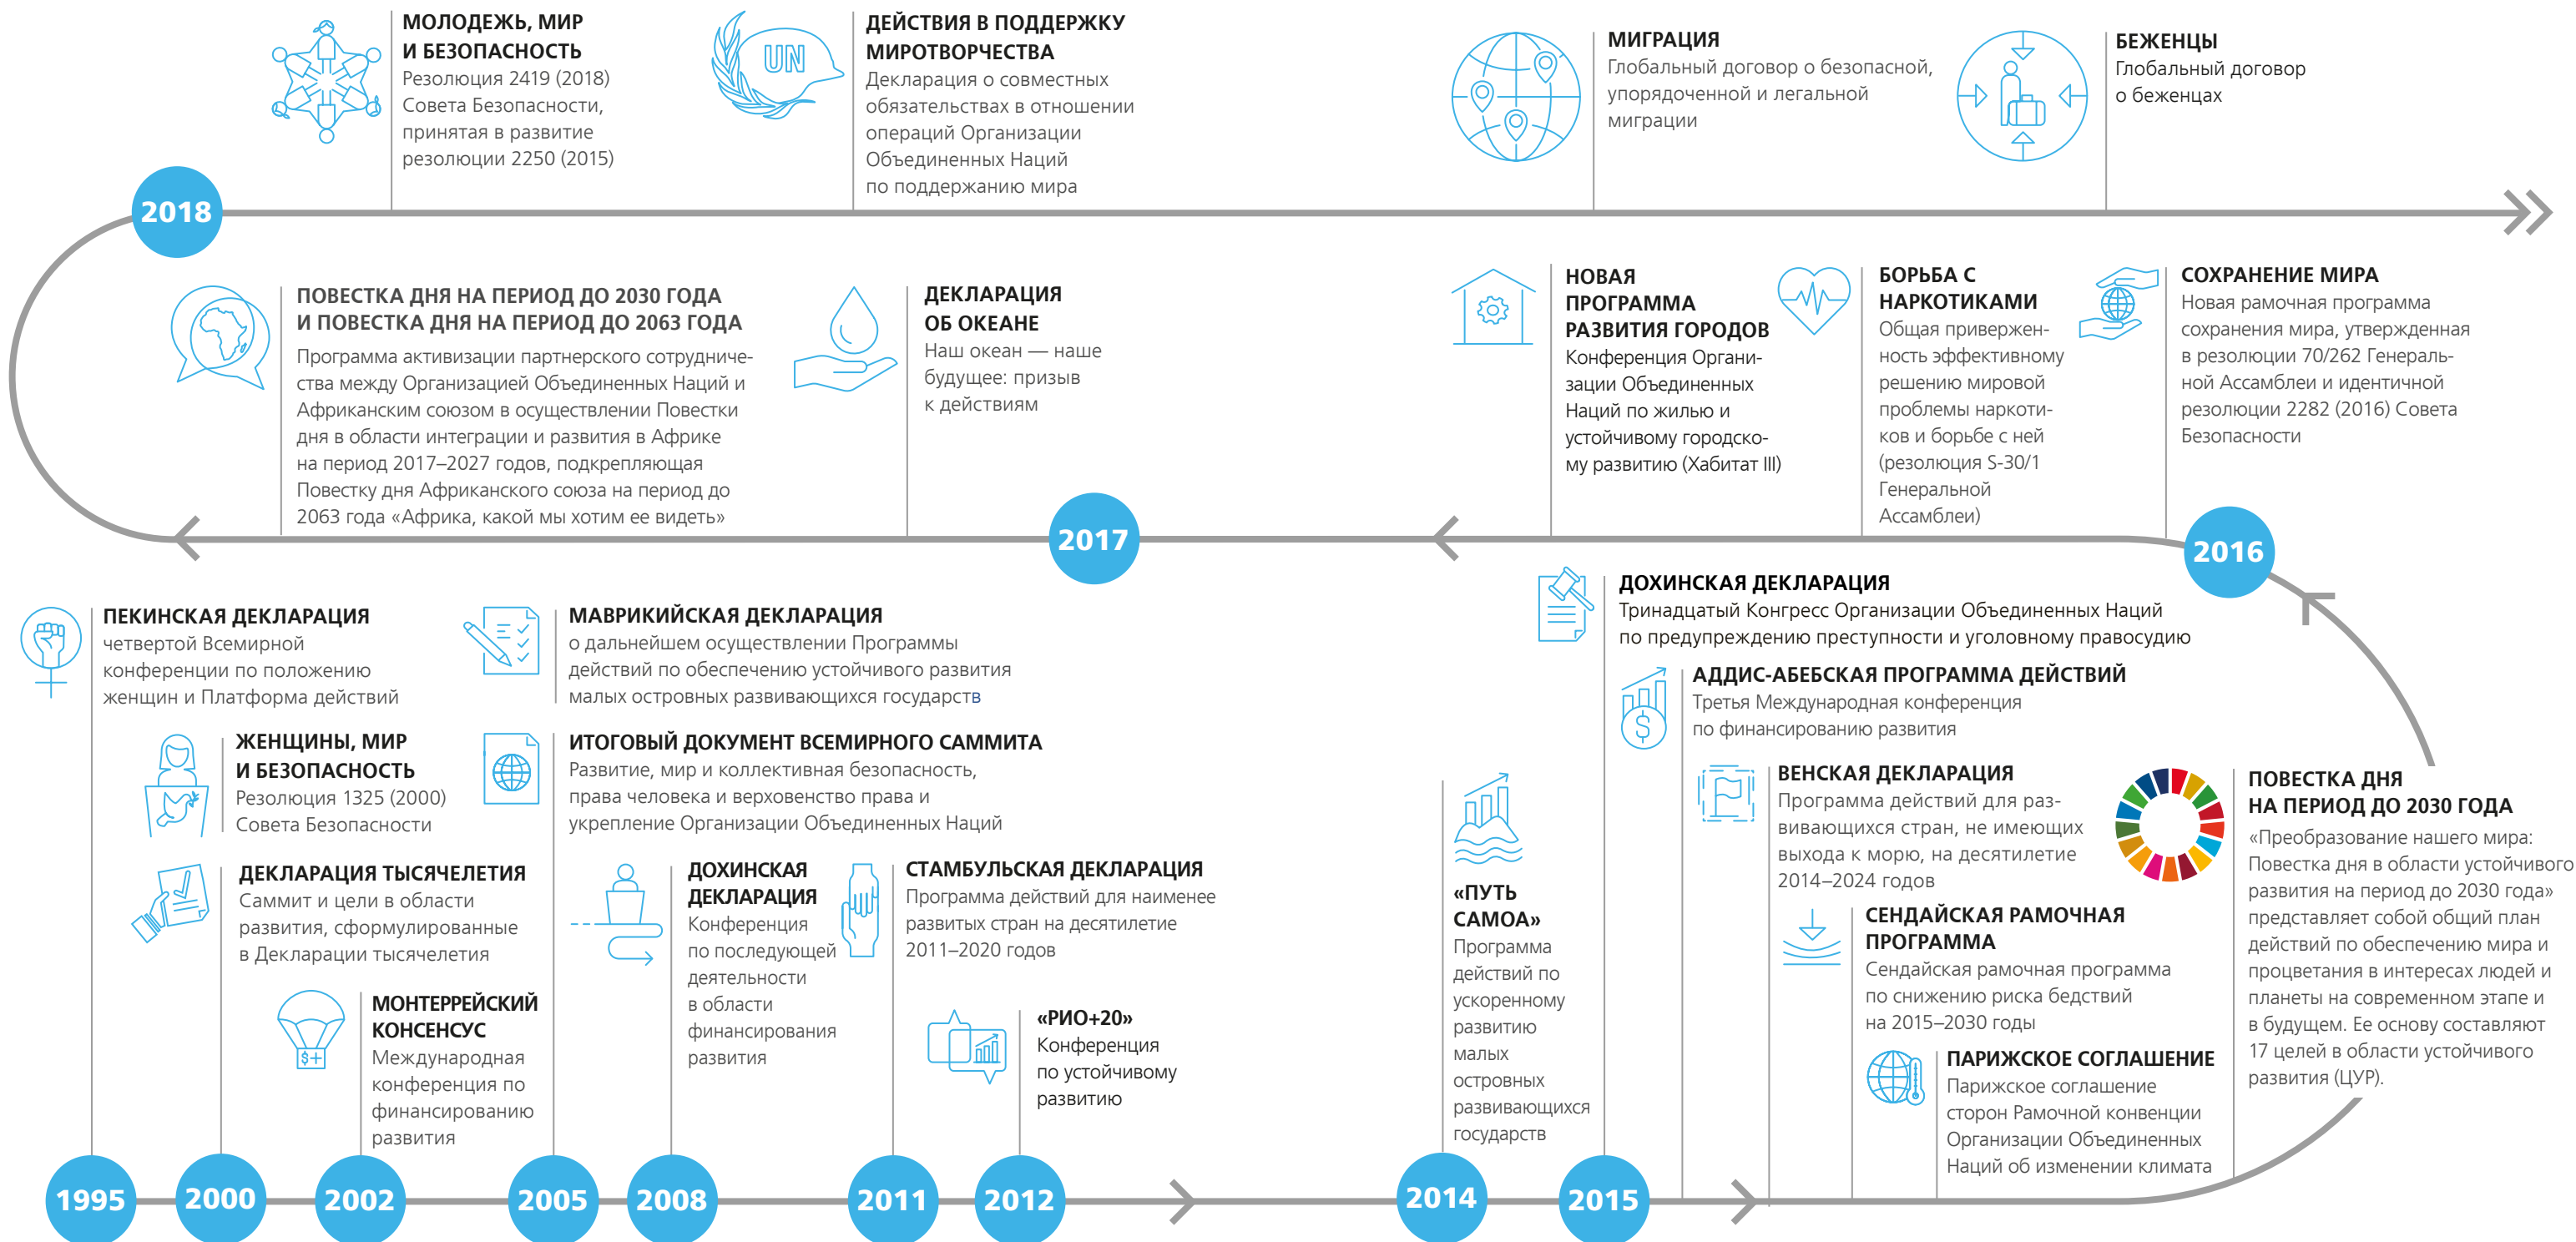 МОЛОДЕЖЬ, МИР
И БЕЗОПАСНОСТЬ
Резолюция 2419 (2018)
Совета Безопасности,
принятая в развитие
резолюции 2250 (2015)
UN
ДЕЙСТВИЯ В ПОДДЕРЖКУ
МИРОТВОРЧЕСТВА
Декларация о совместных
обязательствах в отношении
операций Организации
Объединенных Наций
по поддержанию мира
МИГРАЦИЯ
Глобальный договор о безопасной,
упорядоченной и легальной
миграции
БЕЖЕНЦЫ
Глобальный договор
о беженцах
2018
ПОВЕСТКА ДНЯ НА ПЕРИОД ДО 2030 ГОДА
И ПОВЕСТКА ДНЯ НА ПЕРИОД ДО 2063 ГОДА
Программа активизации партнерского сотрудниче-
ства между Организацией Объединенных Наций и
Африканским союзом в осуществлении Повестки
дня в области интеграции и развития в Африке
на период 2017–2027 годов, подкрепляющая
Повестку дня Африканского союза на период до
2063 года «Африка, какой мы хотим ее видеть»
ДЕКЛАРАЦИЯ
ОБ ОКЕАНЕ
Наш океан — наше
будущее: призыв
к действиям
2017
НОВАЯ
ПРОГРАММА
РАЗВИТИЯ ГОРОДОВ
Конференция Органи-
зации Объединенных
Наций по жилью и
устойчивому городско-
му развитию (Хабитат III)
БОРЬБА С
НАРКОТИКАМИ
Общая привержен-
ность эффективному
решению мировой
проблемы наркоти-
ков и борьбе с ней
(резолюция S-30/1
Генеральной
Ассамблеи)
СОХРАНЕНИЕ МИРА
Новая рамочная программа
сохранения мира, утвержденная
в резолюции 70/262 Генераль-
ной Ассамблеи и идентичной
резолюции 2282 (2016) Совета
Безопасности
2016
ПЕКИНСКАЯ ДЕКЛАРАЦИЯ
четвертой Всемирной
конференции по положению
женщин и Платформа действий
ЖЕНЩИНЫ, МИР
И БЕЗОПАСНОСТЬ
Резолюция 1325 (2000)
Совета Безопасности
ДЕКЛАРАЦИЯ ТЫСЯЧЕЛЕТИЯ
Саммит и цели в области
развития, сформулированные
в Декларации тысячелетия
$+
МОНТЕРРЕЙСКИЙ
КОНСЕНСУС
Международная
конференция по
финансированию
развития
МАВРИКИЙСКАЯ ДЕКЛАРАЦИЯ
о дальнейшем осуществлении Программы
действий по обеспечению устойчивого развития
малых островных развивающихся государств
ИТОГОВЫЙ ДОКУМЕНТ ВСЕМИРНОГО САММИТА
Развитие, мир и коллективная безопасность,
права человека и верховенство права и
укрепление Организации Объединенных Наций
ДОХИНСКАЯ
ДЕКЛАРАЦИЯ
Конференция
по последующей
деятельности
в области
финансирования
развития
СТАМБУЛЬСКАЯ ДЕКЛАРАЦИЯ
Программа действий для наименее
развитых стран на десятилетие
2011–2020 годов
«РИО+20»
Конференция
по устойчивому
развитию
«ПУТЬ
САМОА»
Программа
действий по
ускоренному
развитию
малых
островных
развивающихся
государств
ДОХИНСКАЯ ДЕКЛАРАЦИЯ
Тринадцатый Конгресс Организации Объединенных Наций
по предупреждению преступности и уголовному правосудию
$
АДДИС-АБЕБСКАЯ ПРОГРАММА ДЕЙСТВИЙ
Третья Международная конференция
по финансированию развития
ВЕНСКАЯ ДЕКЛАРАЦИЯ
Программа действий для раз-
вивающихся стран, не имеющих
выхода к морю, на десятилетие
2014–2024 годов
СЕНДАЙСКАЯ РАМОЧНАЯ
ПРОГРАММА
Сендайская рамочная программа
по снижению риска бедствий
на 2015–2030 годы
ПАРИЖСКОЕ СОГЛАШЕНИЕ
Парижское соглашение
сторон Рамочной конвенции
Организации Объединенных
Наций об изменении климата
ПОВЕСТКА ДНЯ
НА ПЕРИОД ДО 2030 ГОДА
«Преобразование нашего мира:
Повестка дня в области устойчивого
развития на период до 2030 года»
представляет собой общий план
действий по обеспечению мира и
процветания в интересах людей и
планеты на современном этапе и
в будущем. Ее основу составляют
17 целей в области устойчивого
развития (ЦУР).
1995
2000
2002
2005
2008
2011
2012
2014
2015